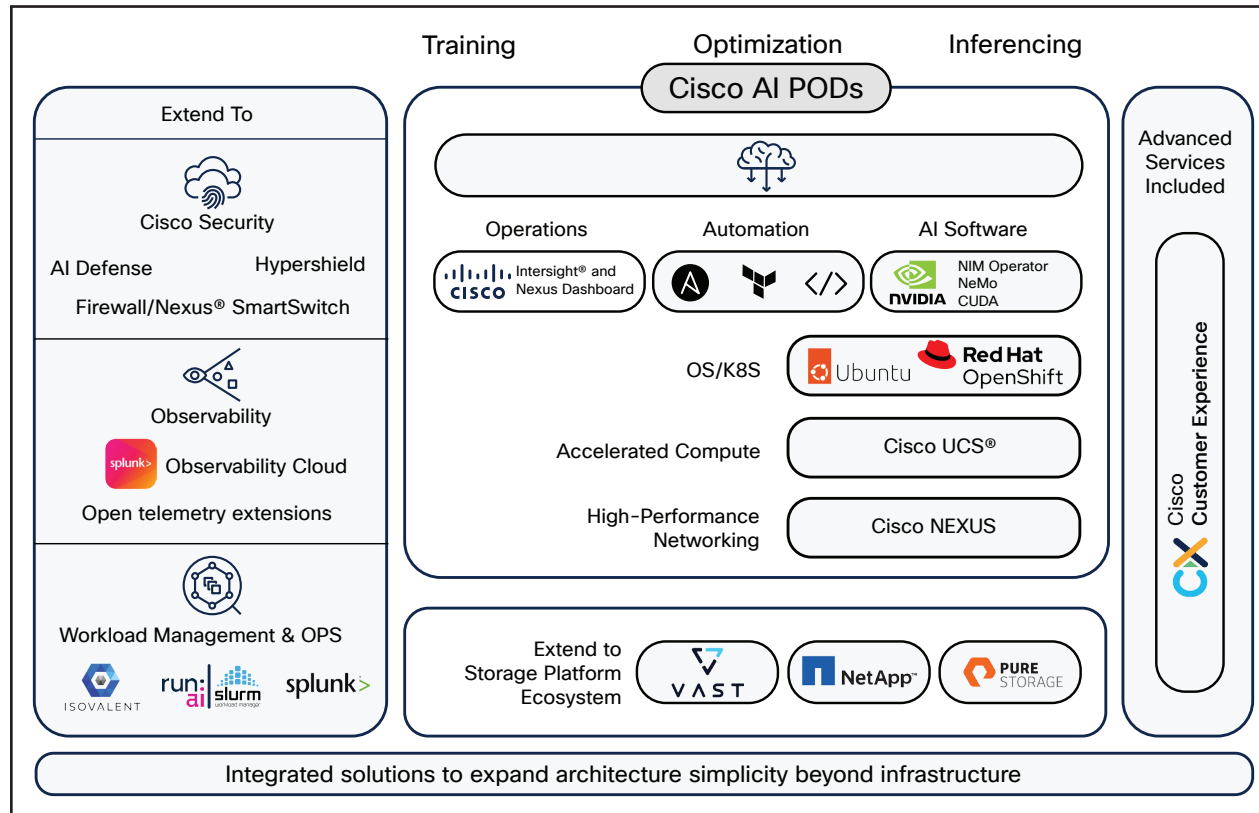 Training
Optimization
Inferencing
Cisco AI PODs
Extend To
Cisco Security
AI Defense
Hypershield
Firewall/Nexus® SmartSwitch
Observability
splunk>
Observability Cloud
Open telemetry extensions
Workload Management & OPS
ISOVALENT
run:
ai
slurm
workload manager
splunk>
Operations
Automation
AI Software
CISCO
Intersight® and
Nexus Dashboard
</>
NVIDIA
NIM Operator
NeMo
CUDA
OS/K8S
Ubuntu
Red Hat
OpenShift
Accelerated Compute
Cisco UCS®
High-Performance
Networking
Cisco NEXUS
Extend to
Storage Platform
Ecosystem
VAST
NetApp™
PURE
STORAGE
Advanced
Services
Included
CX
Cisco
Customer Experience
Integrated solutions to expand architecture simplicity beyond infrastructure